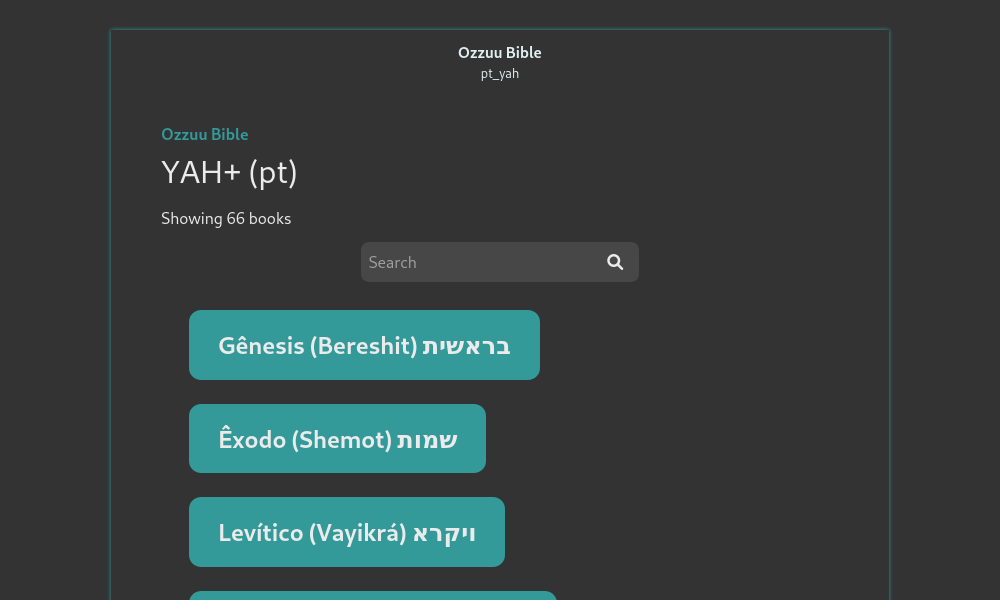 Ozzuu Bible
pt_yah
Ozzuu Bible
YAH+ (pt)
Showing 66 books
Search
Gênesis (Bereshit) בראשית
Êxodo (Shemot) שמות
Levítico (Vayikrá) ויקרא